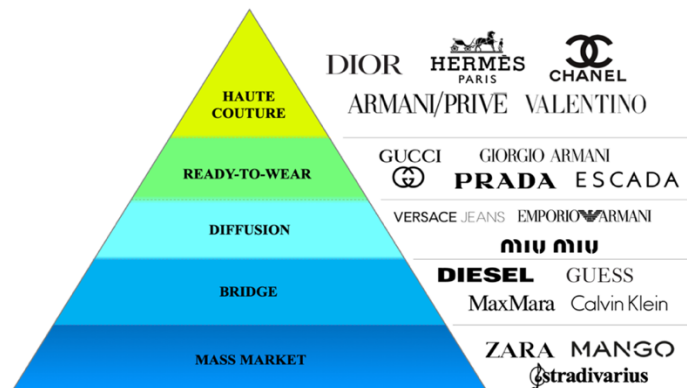 DIOR
HERMÈS
PARIS
CHANEL
HAUTE
COUTURE
ARMANI/PRIVĒ VALENTINO
READY-TO-WEAR
GUCCI GIORGIO ARMANI
PRADA ESCADA
DIFFUSION
VERSACE JEANS EMPORIO ARMANI
miu miu
BRIDGE
DIESEL GUESS
MaxMara Calvin Klein
MASS MARKET
ZARA MANGO
stradivarius